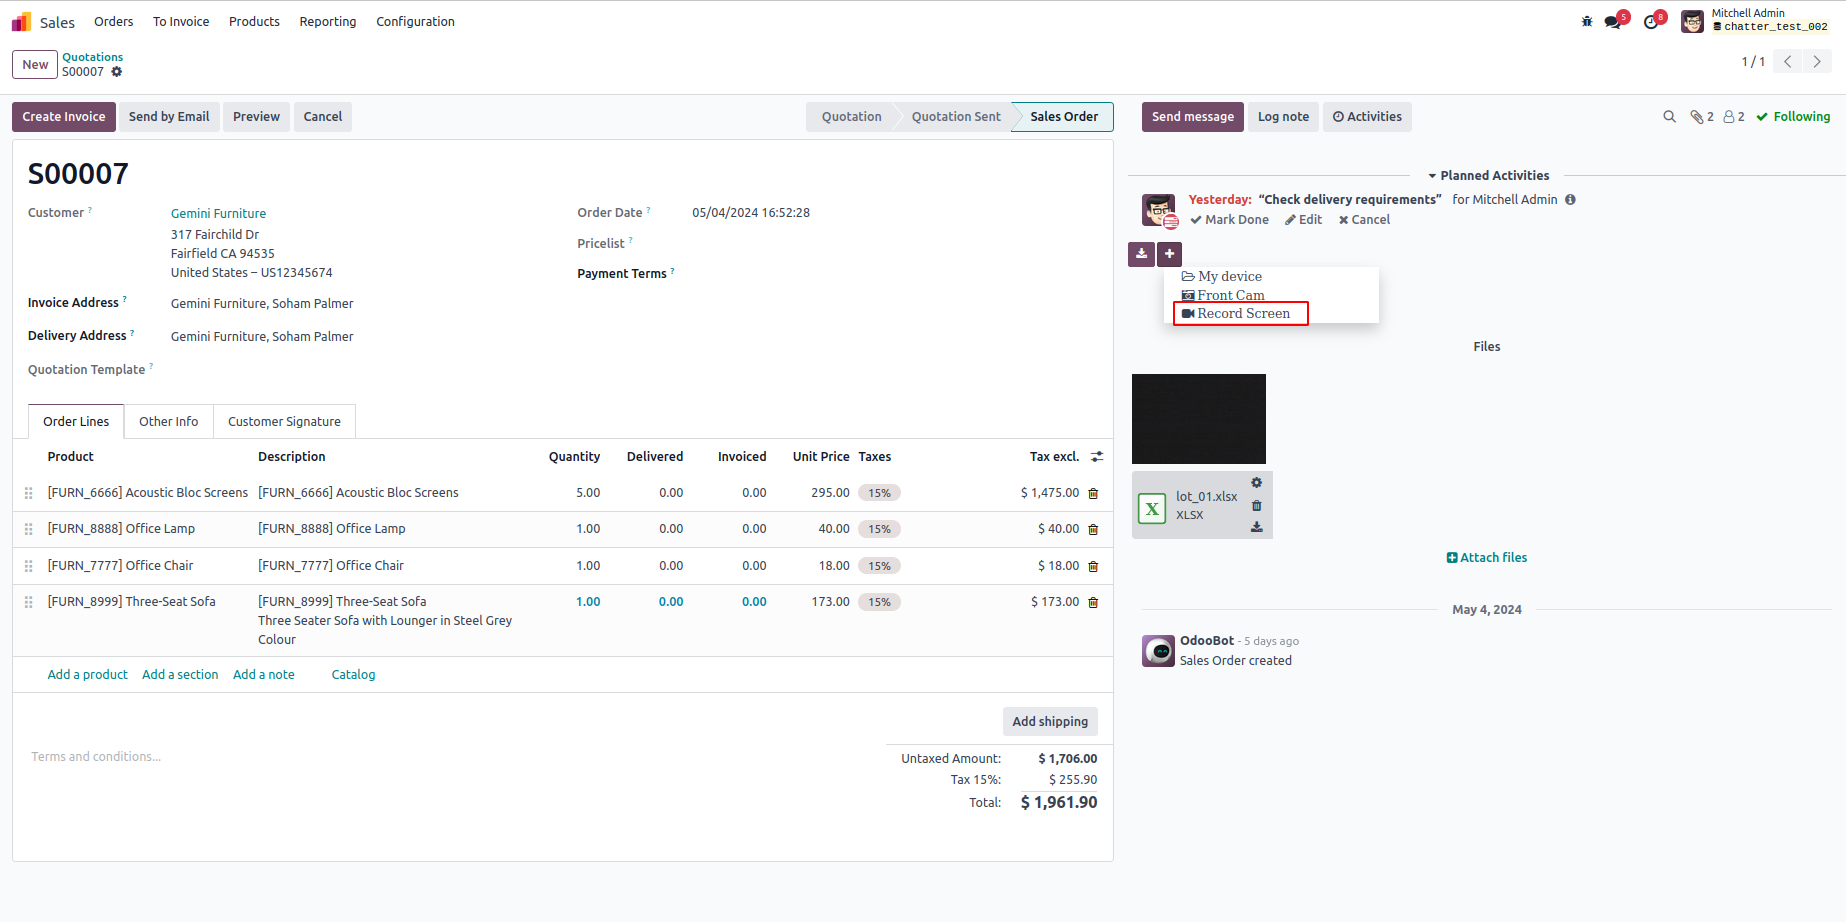 Sales Orders To Invoice Products Reporting Configuration 5 8 Mitchell Admin
chatter_test_002
New Quotations
S00007
1 / 1
Create Invoice Send by Email Preview Cancel Quotation Quotation Sent Sales Order
S00007
Customer ? Gemini Furniture
317 Fairchild Dr
Fairfield CA 94535
United States – US12345674
Order Date ? 05/04/2024 16:52:28
Pricelist ?
Payment Terms ?
Invoice Address ? Gemini Furniture, Soham Palmer
Delivery Address ? Gemini Furniture, Soham Palmer
Quotation Template ?
Order Lines Other Info Customer Signature
Product Description Quantity Delivered Invoiced Unit Price Taxes Tax excl.
[FURN_6666] Acoustic Bloc Screens [FURN_6666] Acoustic Bloc Screens 5.00 0.00 0.00 295.00 15% $ 1,475.00
[FURN_8888] Office Lamp [FURN_8888] Office Lamp 1.00 0.00 0.00 40.00 15% $ 40.00
[FURN_7777] Office Chair [FURN_7777] Office Chair 1.00 0.00 0.00 18.00 15% $ 18.00
[FURN_8999] Three-Seat Sofa [FURN_8999] Three-Seat Sofa 1.00 0.00 0.00 173.00 15% $ 173.00
Three Seater Sofa with Lounger in Steel Grey
Colour
Add a product Add a section Add a note Catalog
Add shipping
Terms and conditions...
Untaxed Amount: $ 1,706.00
Tax 15%: $ 255.90
Total: $ 1,961.90
Send message Log note Activities 2 2 Following
Planned Activities
Yesterday: “Check delivery requirements” for Mitchell Admin
Mark Done Edit Cancel
My device
Front Cam
Record Screen
Files
X lot_01.xlsx
XLSX
Attach files
May 4, 2024
OdooBot - 5 days ago
Sales Order created